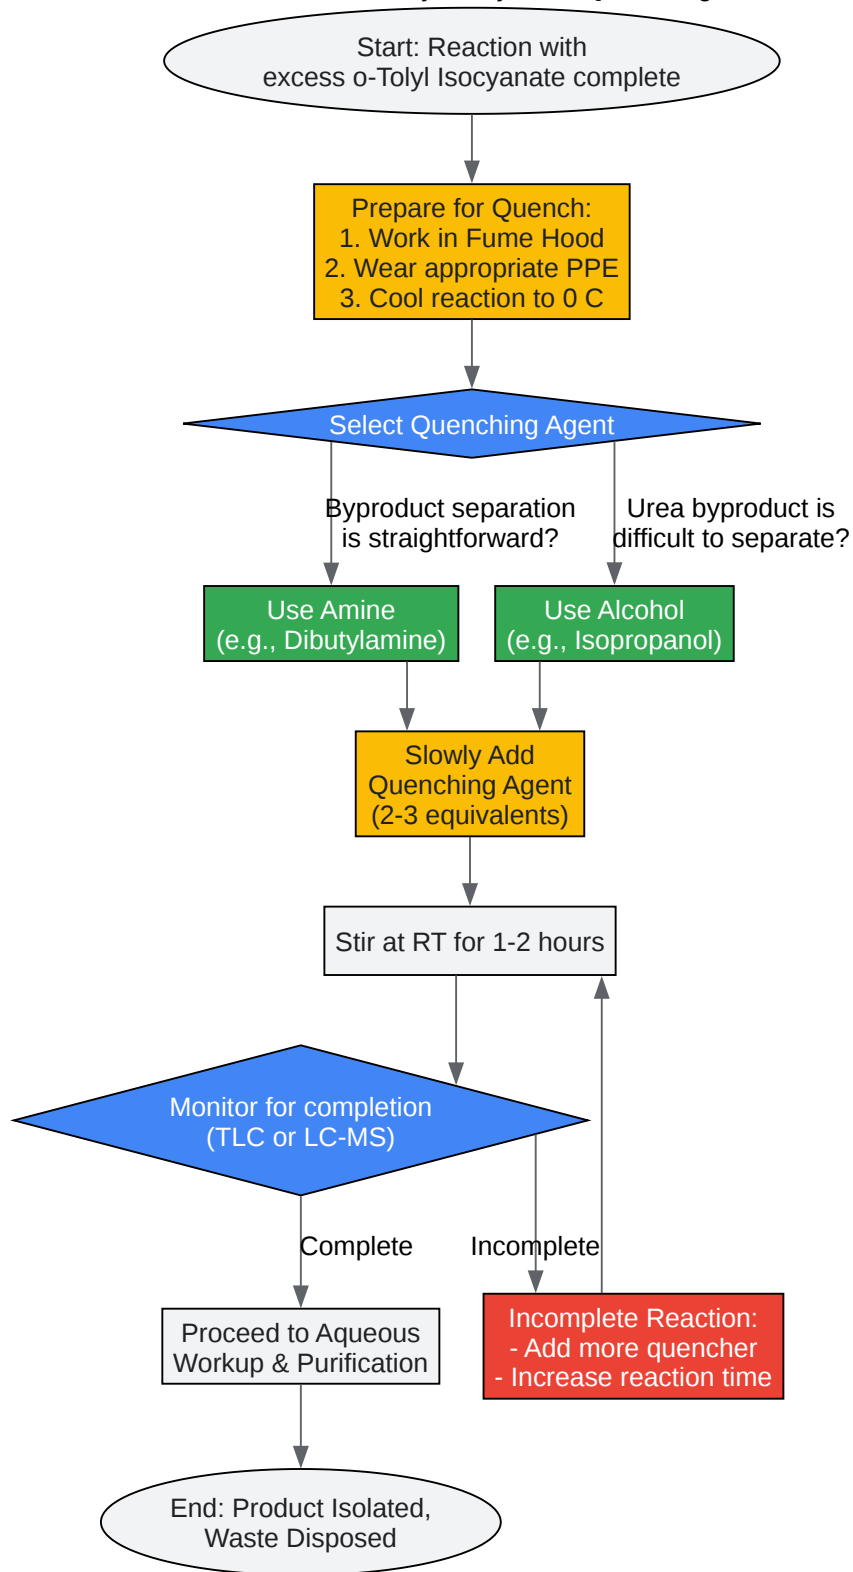 Start: Reaction with
excess o-Tolyl Isocyanate complete
Prepare for Quench:
1. Work in Fume Hood
2. Wear appropriate PPE
3. Cool reaction to 0 C
Select Quenching Agent
Byproduct separation
is straightforward?
Urea byproduct is
difficult to separate?
Use Amine
(e.g., Dibutylamine)
Use Alcohol
(e.g., Isopropanol)
Slowly Add
Quenching Agent
(2-3 equivalents)
Stir at RT for 1-2 hours
Monitor for completion
(TLC or LC-MS)
Complete
Incomplete
Proceed to Aqueous
Workup & Purification
Incomplete Reaction:
- Add more quencher
- Increase reaction time
End: Product Isolated,
Waste Disposed